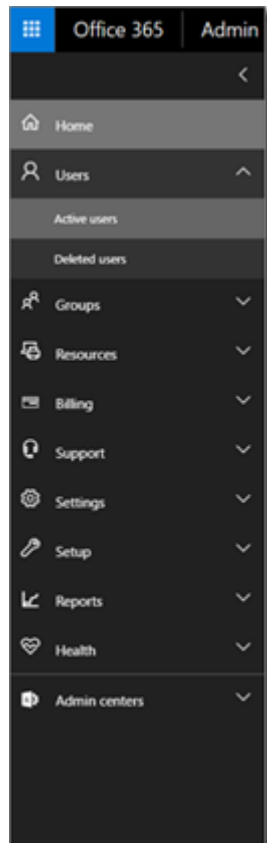 Office 365 Admin
Home
Users
Active users
Deleted users
Groups
Resources
Billing
Support
Settings
Setup
Reports
Health
Admin centers